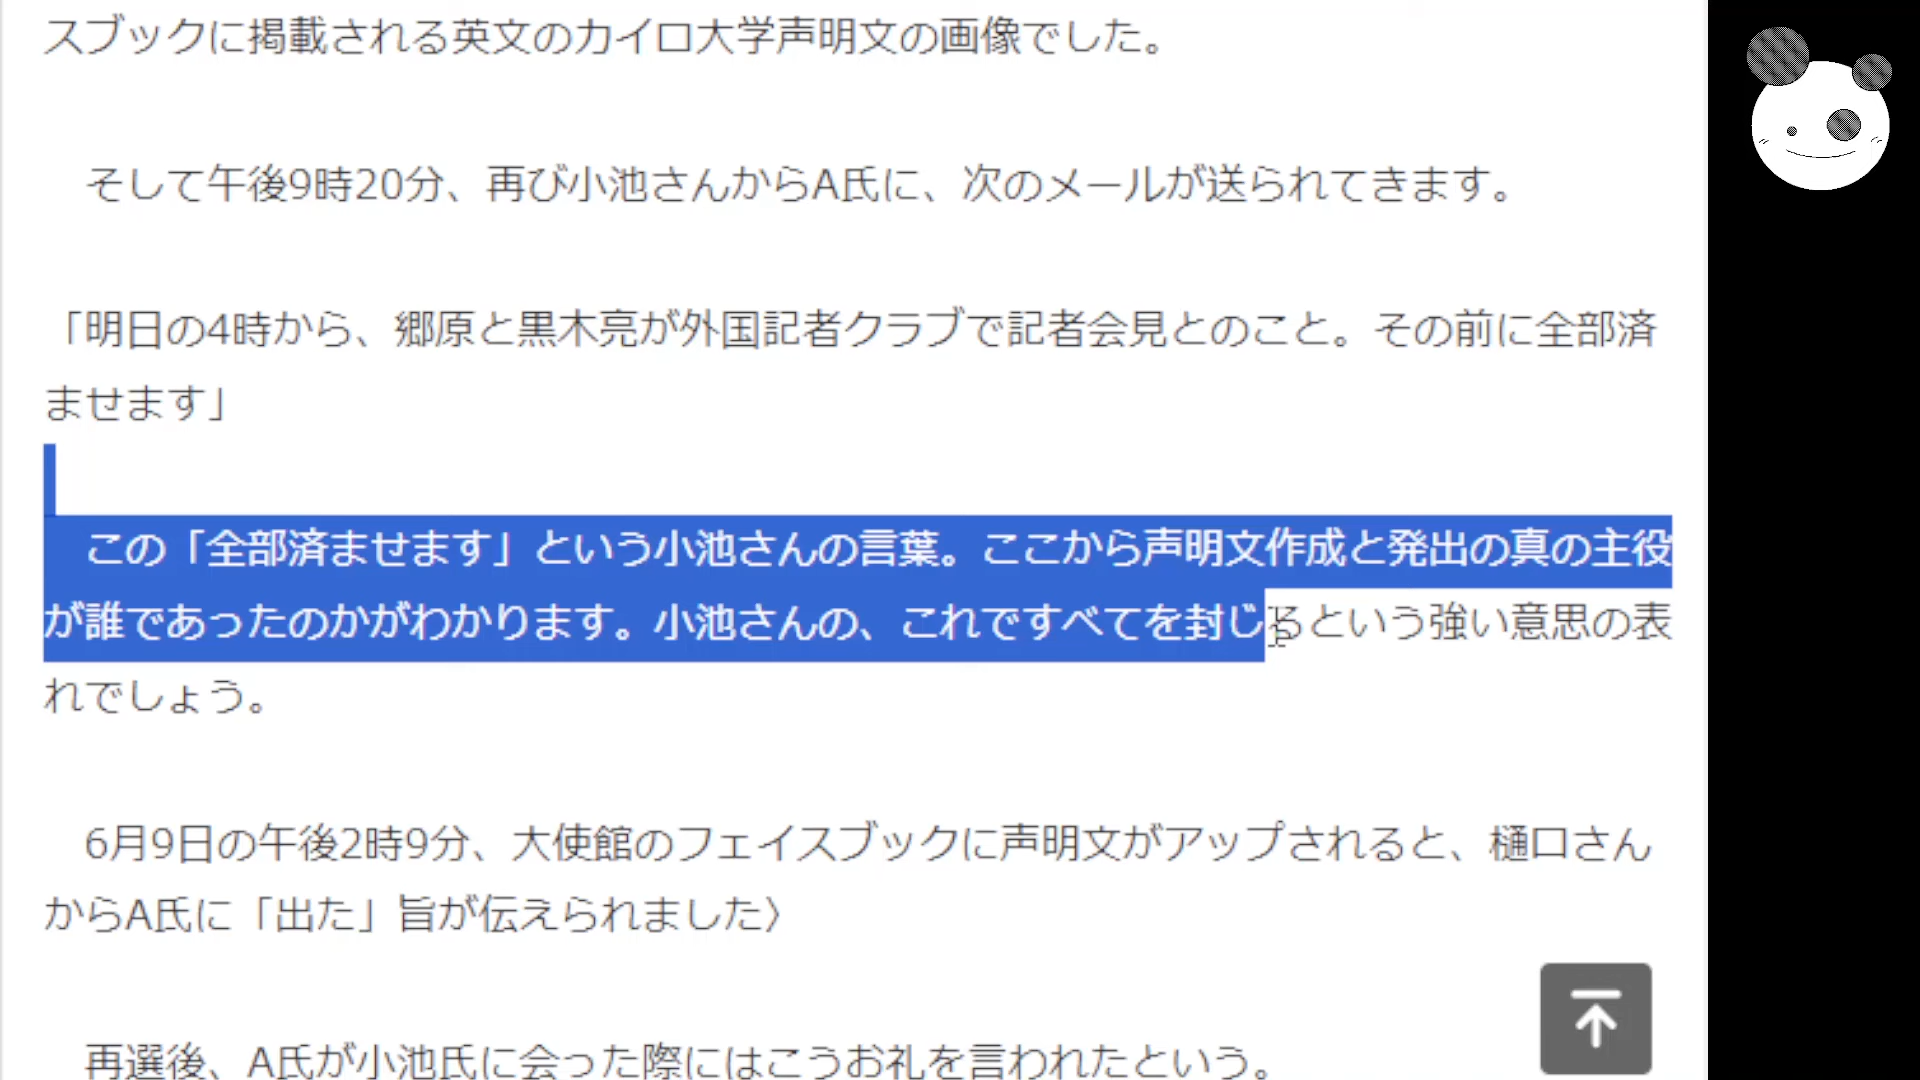 スブックに掲載される英文のカイロ大学声明文の画像でした。
そして午後9時20分、再び小池さんからA氏に、次のメールが送られてきます。
「明日の4時から、郷原と黒木亮が外国記者クラブで記者会見とのこと。その前に全部済
ませます」
この「全部済ませます」という小池さんの言葉。ここから声明文作成と発出の真の主役
が誰であったのかがわかります。小池さんの、これですべてを封じるという強い意思の表
れでしょう。
6月9日の午後2時9分、大使館のフェイスブックに声明文がアップされると、樋口さん
からA氏に「出た」旨が伝えられました〉
再選後、A氏が小池氏に会った際にはこうお礼を言われたという。